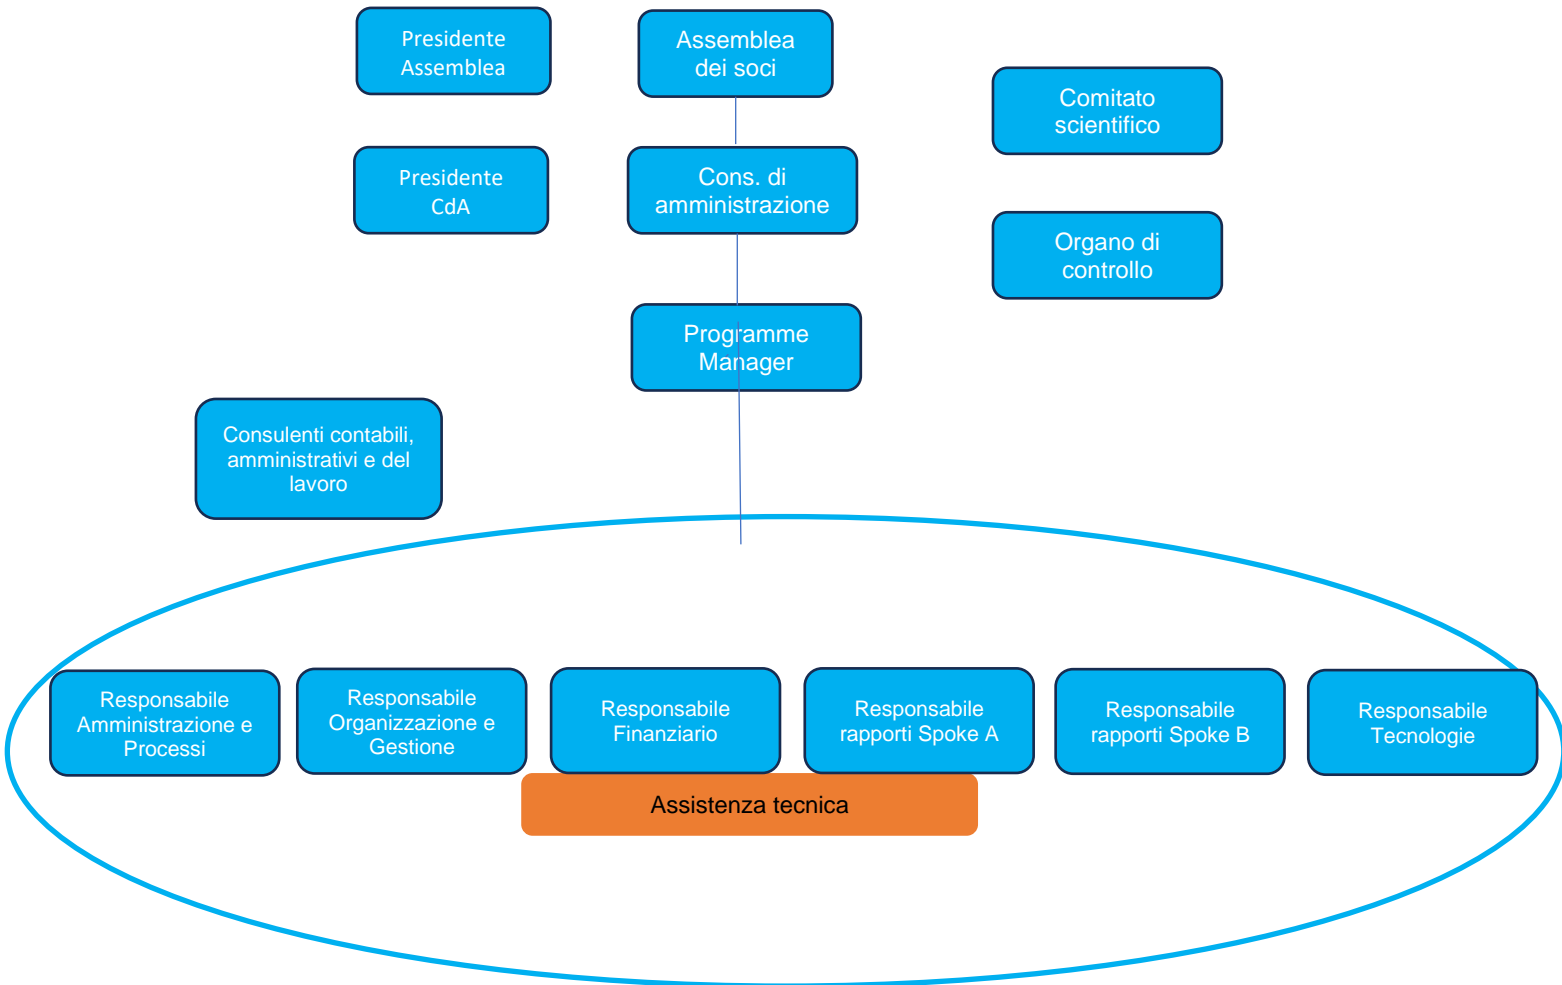 Presidente
Assemblea
Assemblea
dei soci
Comitato
scientifico
Presidente
CdA
Cons. di
amministrazione
Organo di
controllo
Programme
Manager
Consulenti contabili,
amministrativi e del
lavoro
Responsabile
Amministrazione e
Processi
Responsabile
Organizzazione e
Gestione
Responsabile
Finanziario
Responsabile
rapporti Spoke A
Responsabile
rapporti Spoke B
Responsabile
Tecnologie
Assistenza tecnica